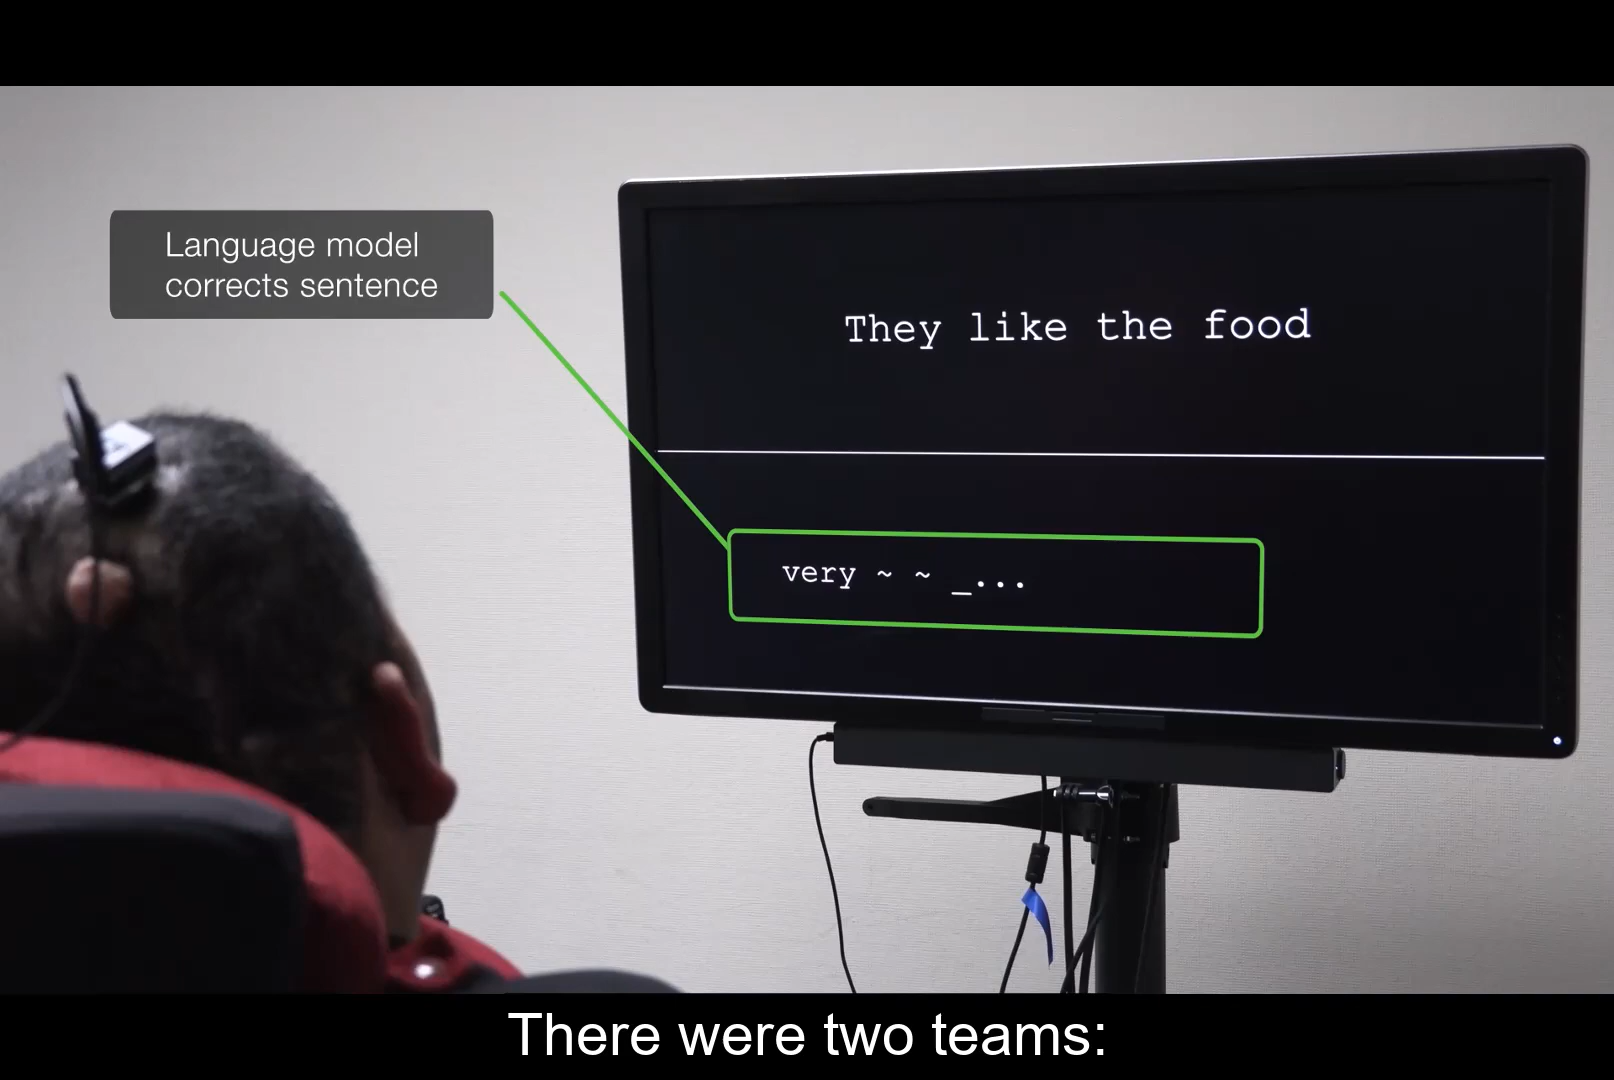 Language model
corrects sentence
They like the food
very ~ ~ _...
There were two teams: